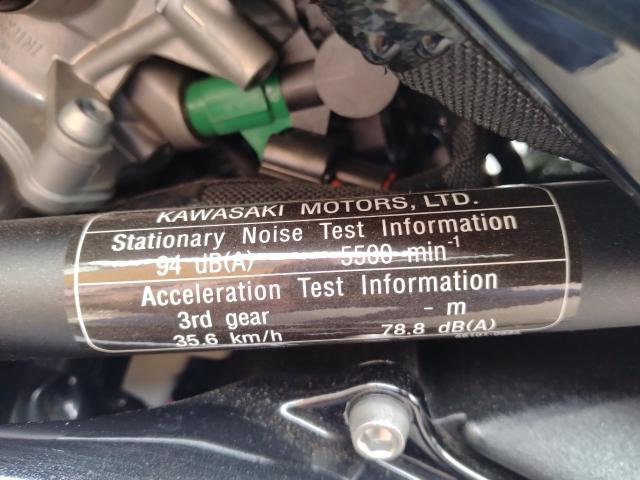 KAWASAKI MOTORS, LTD.
Stationary Noise Test Information
94 dB(A) 5500 min-1
Acceleration Test Information
3rd gear - m
35.6 km/h 78.8 dB(A)